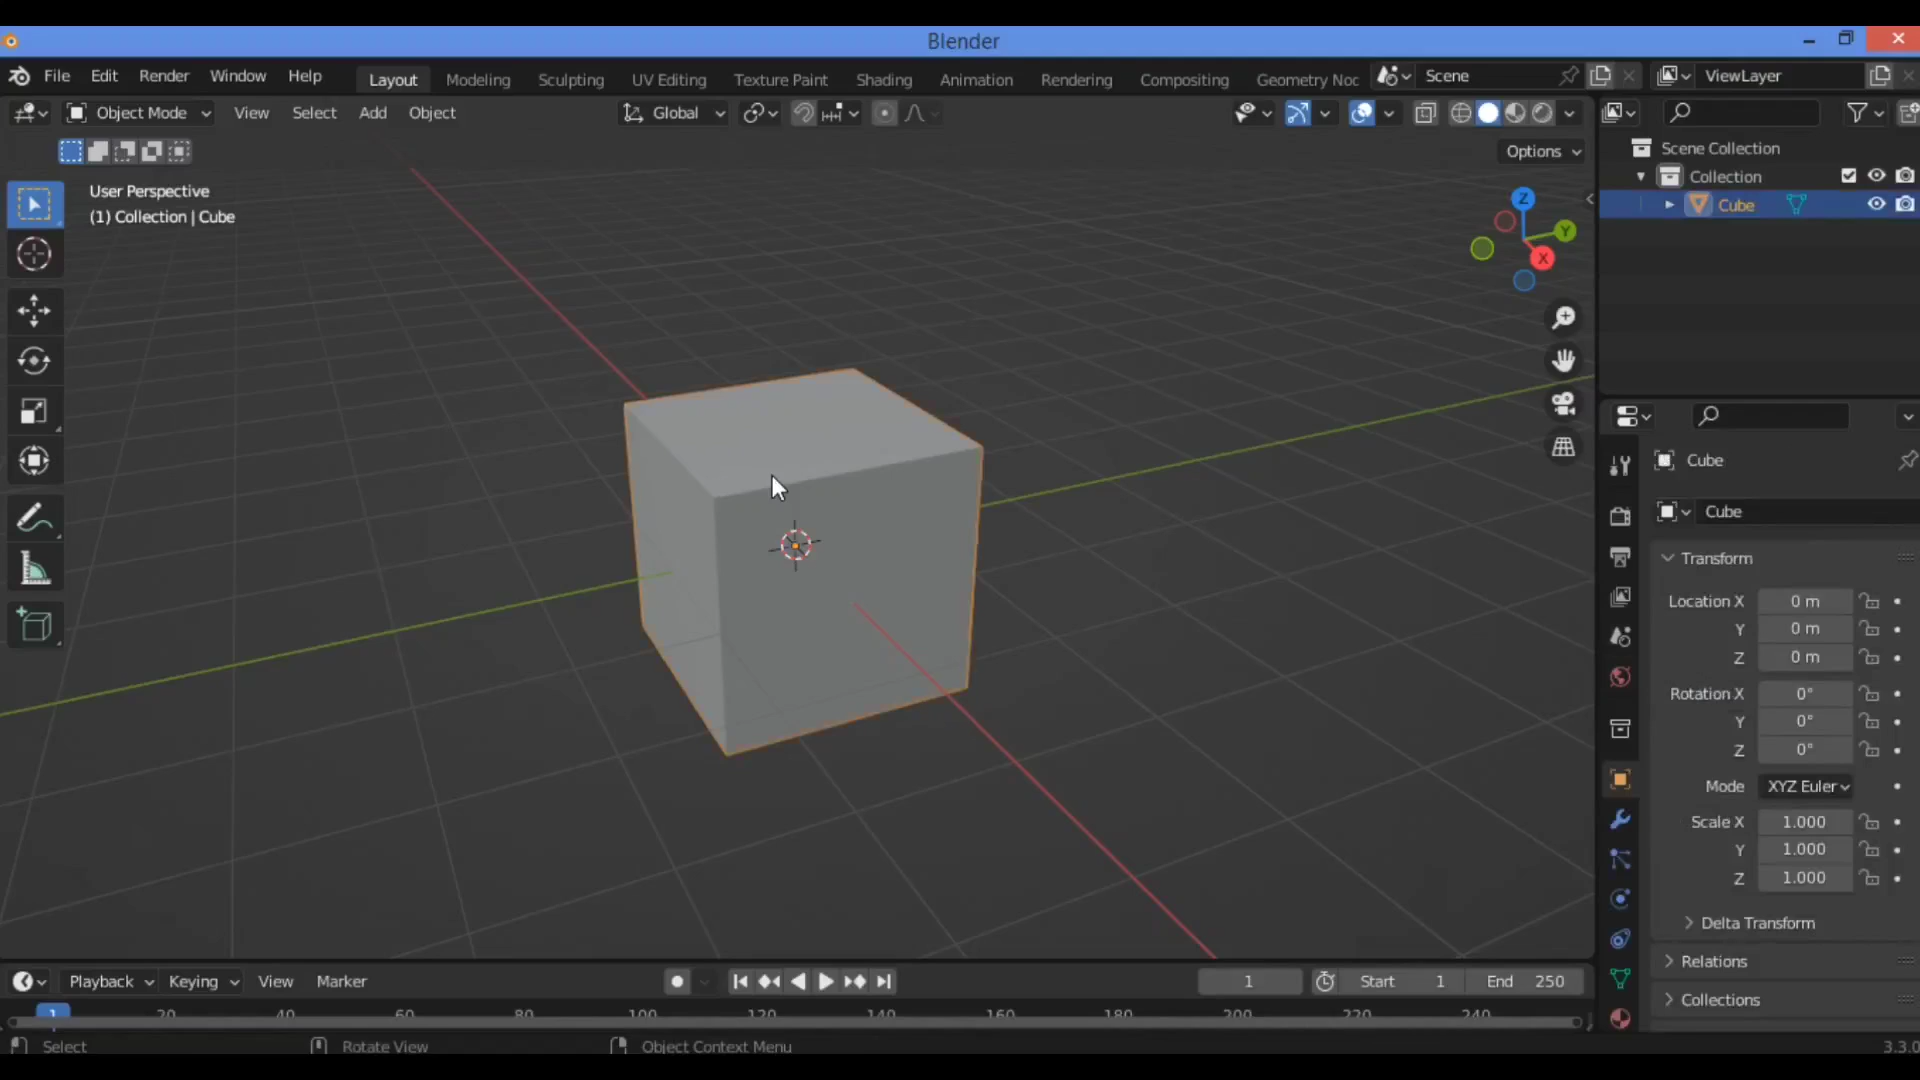 Blender
File Edit Render Window Help Layout Modeling Sculpting UV Editing Texture Paint Shading Animation Rendering Compositing Geometry Noc Scene ViewLayer
Object Mode View Select Add Object Global
Options
User Perspective
(1) Collection | Cube
Z
Y
X
Scene Collection
Collection
Cube
Cube
Cube
Transform
Location X 0 m
Y 0 m
Z 0 m
Rotation X 0°
Y 0°
Z 0°
Mode XYZ Euler
Scale X 1.000
Y 1.000
Z 1.000
Delta Transform
Relations
Collections
Playback Keying View Marker 1 Start 1 End 250
1 20 40 60 80 100 120 140 160 180 200 220 240
Select Rotate View Object Context Menu 3.3.0